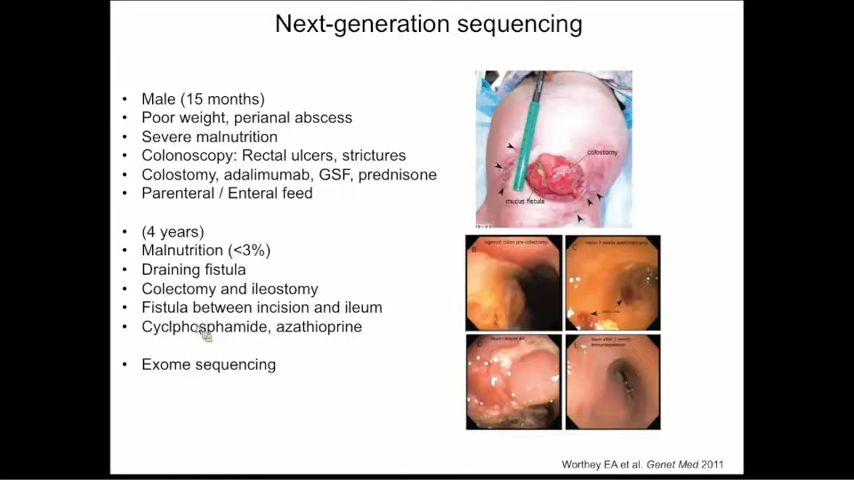 Next-generation sequencing
• Male (15 months)
• Poor weight, perianal abscess
• Severe malnutrition
• Colonoscopy: Rectal ulcers, strictures
• Colostomy, adalimumab, GSF, prednisone
• Parenteral / Enteral feed
• (4 years)
• Malnutrition (<3%)
• Draining fistula
• Colectomy and ileostomy
• Fistula between incision and ileum
• Cyclphosphamide, azathioprine
• Exome sequencing
colostomy
mucus fistula
Worthey EA et al. Genet Med 2011